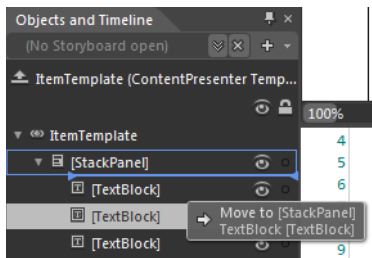 Objects and Timeline
(No Storyboard open)
ItemTemplate (ContentPresenter Temp...
100%
ItemTemplate
4
[StackPanel]
5
[TextBlock]
6
[TextBlock]
Move to [StackPanel]
TextBlock [TextBlock]
[TextBlock]
9